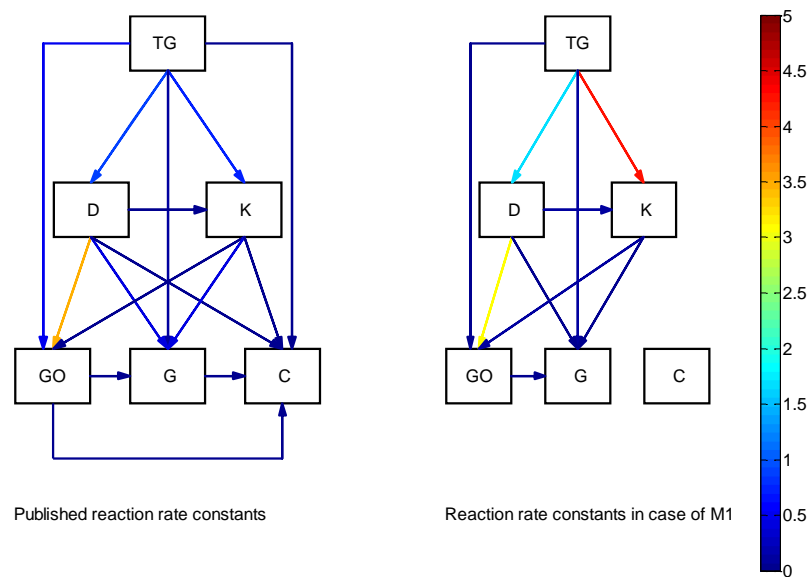 TG
D
K
GO
G
C
Published reaction rate constants
TG
D
K
GO
G
C
Reaction rate constants in case of M1
5
4.5
4
3.5
3
2.5
2
1.5
1
0.5
0